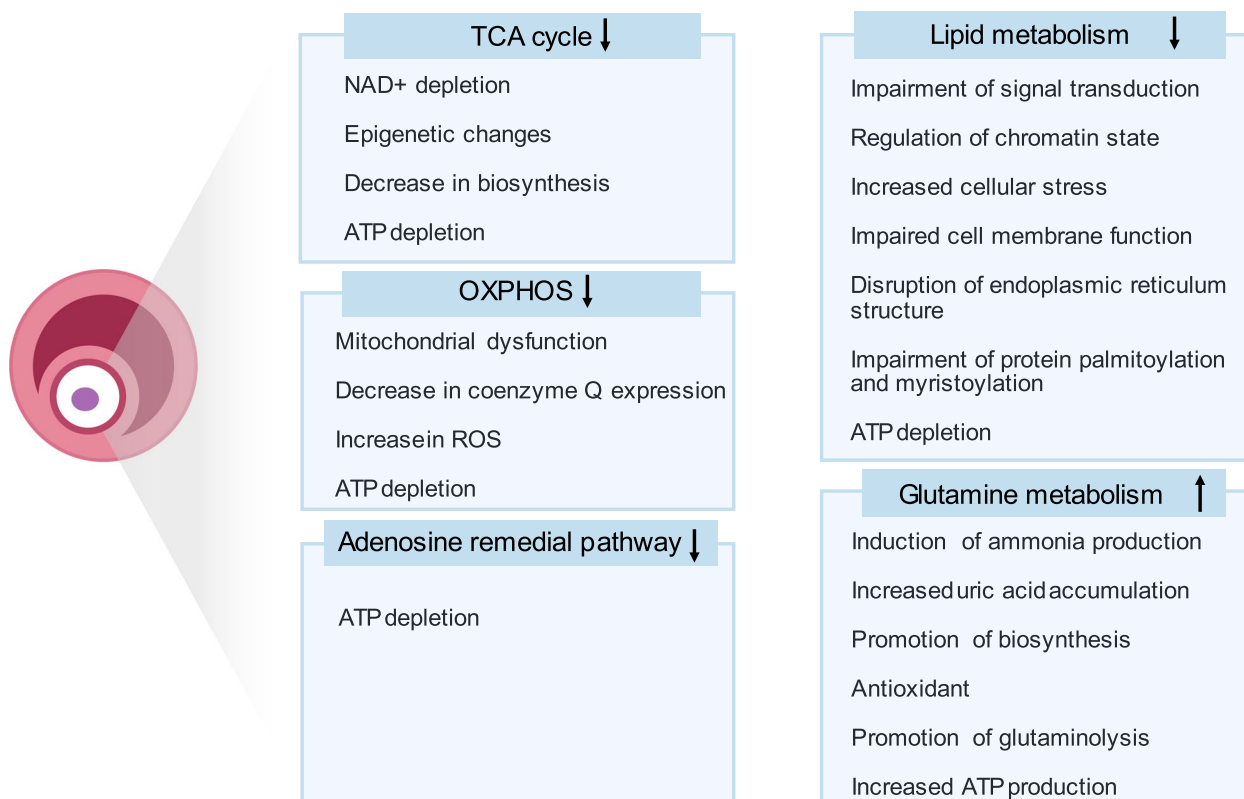 TCA cycle ↓
NAD+ depletion
Epigenetic changes
Decrease in biosynthesis
ATP depletion
OXPHOS ↓
Mitochondrial dysfunction
Decrease in coenzyme Q expression
Increase in ROS
ATP depletion
Adenosine remedial pathway ↓
ATP depletion
Lipid metabolism ↓
Impairment of signal transduction
Regulation of chromatin state
Increased cellular stress
Impaired cell membrane function
Disruption of endoplasmic reticulum
structure
Impairment of protein palmitoylation
and myristoylation
ATP depletion
Glutamine metabolism ↑
Induction of ammonia production
Increased uric acid accumulation
Promotion of biosynthesis
Antioxidant
Promotion of glutaminolysis
Increased ATP production